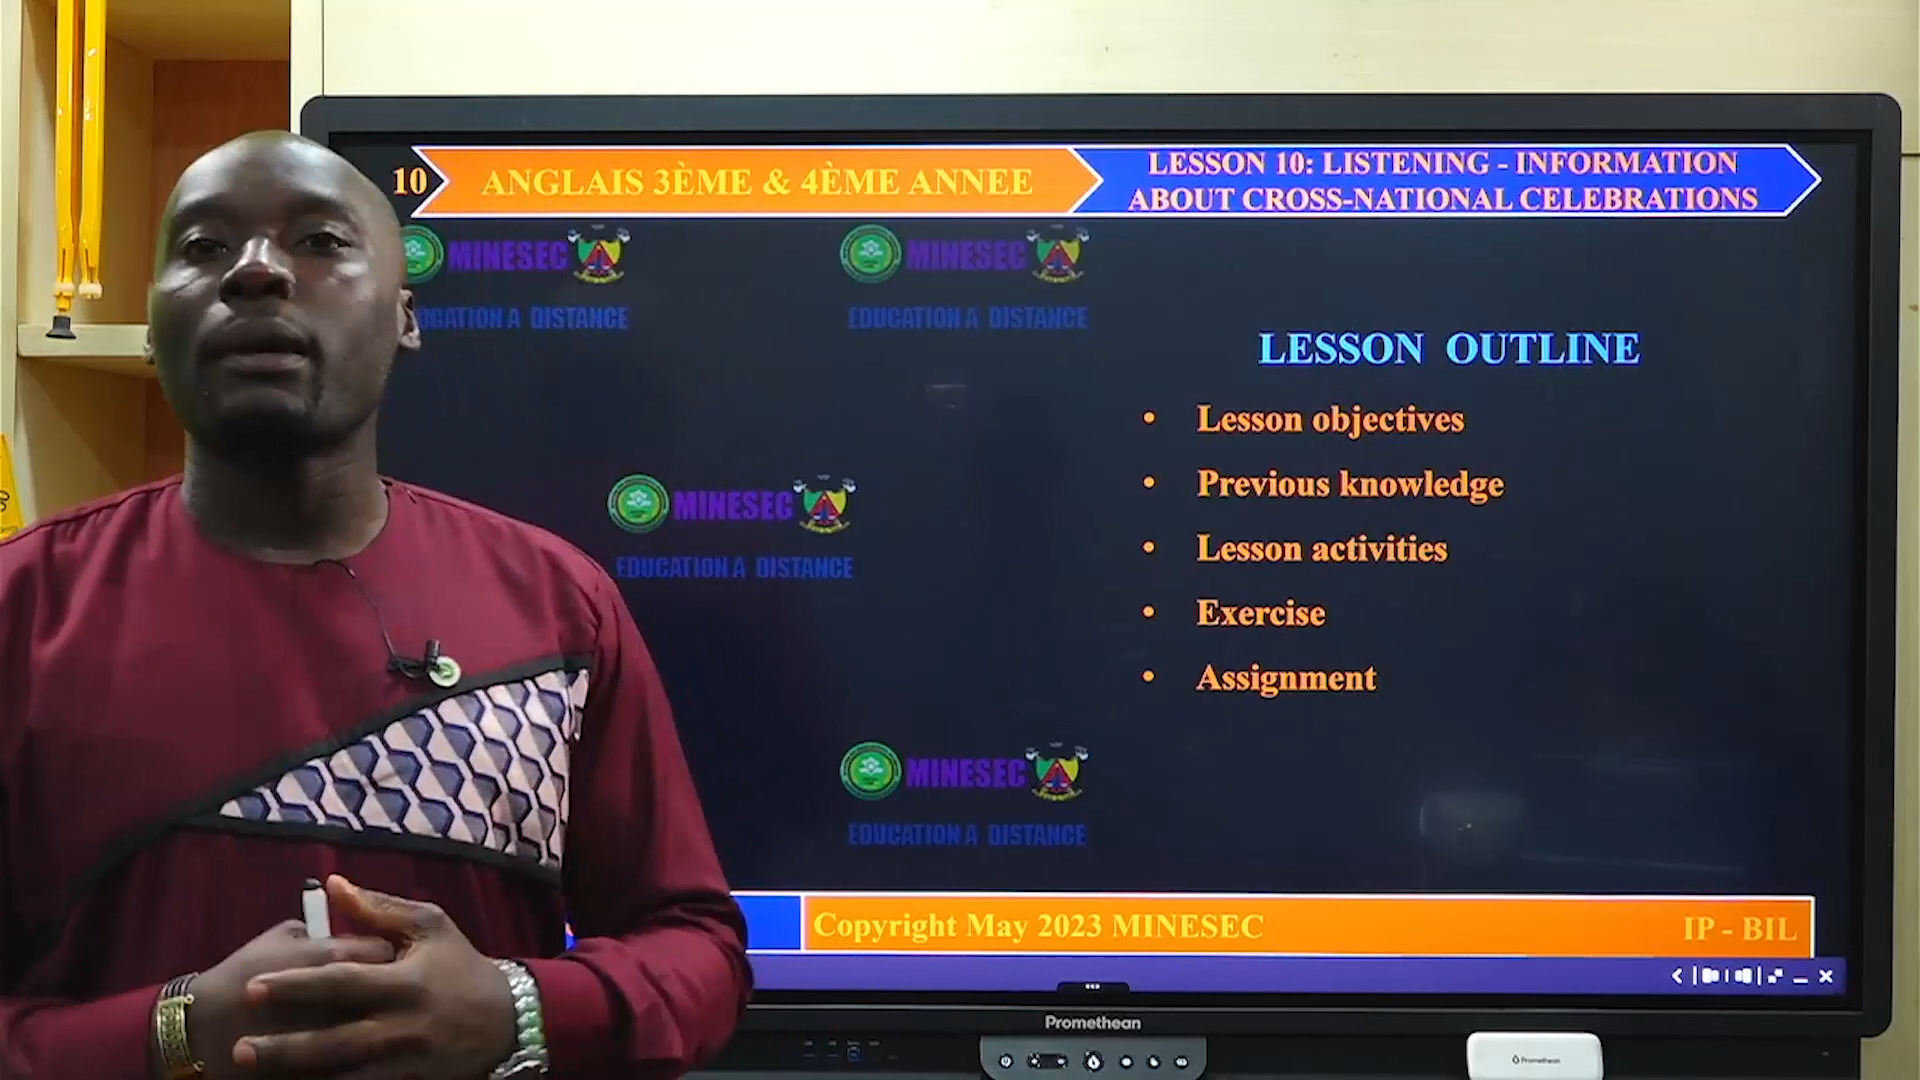 10
ANGLAIS 3ÈME & 4ÈME ANNEE
LESSON 10: LISTENING - INFORMATION
ABOUT CROSS-NATIONAL CELEBRATIONS
MINESEC
MINESEC
A DISTANCE
EDUCATION A DISTANCE
LESSON OUTLINE
• Lesson objectives
• Previous knowledge
• Lesson activities
• Exercise
• Assignment
MINESEC
EDUCATION A DISTANCE
MINESEC
EDUCATION A DISTANCE
Copyright May 2023 MINESEC
IP - BIL
Promethean
Promethean